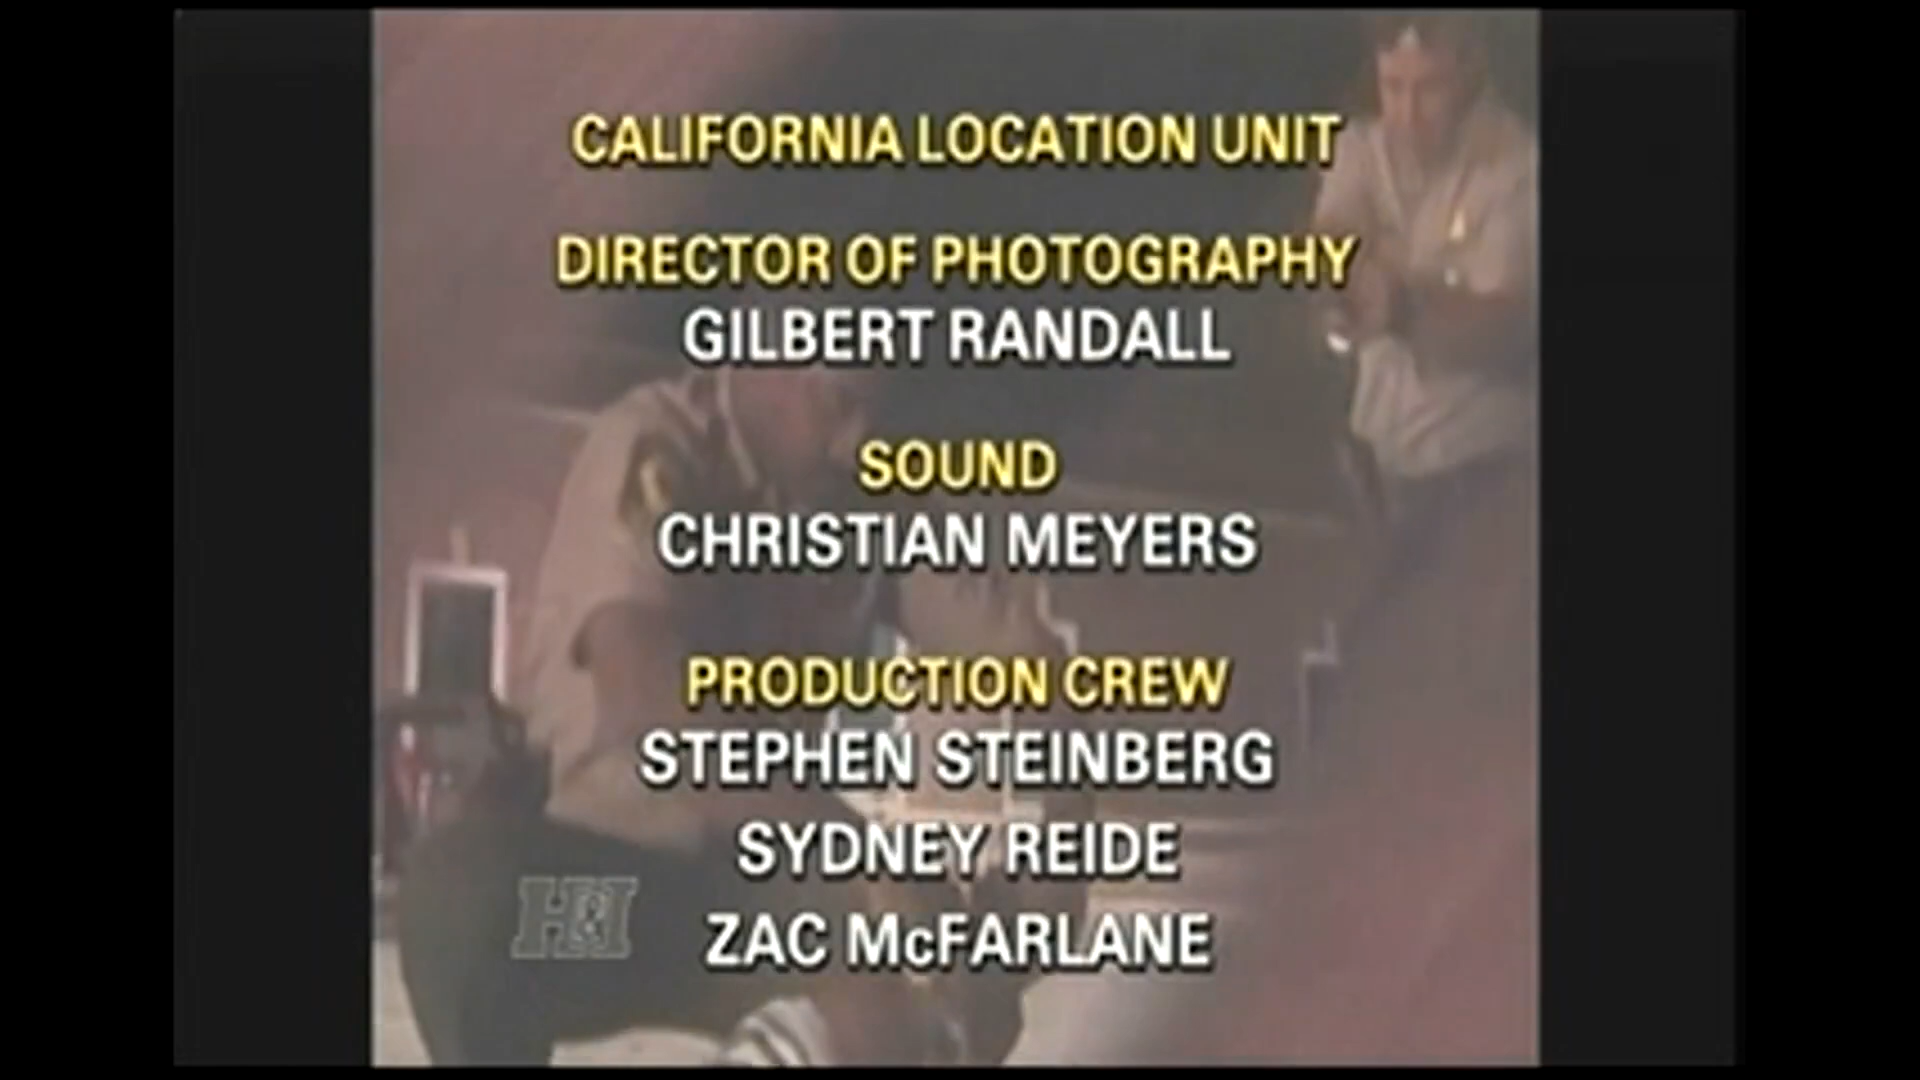 CALIFORNIA LOCATION UNIT
DIRECTOR OF PHOTOGRAPHY
GILBERT RANDALL
SOUND
CHRISTIAN MEYERS
PRODUCTION CREW
STEPHEN STEINBERG
SYDNEY REIDE
ZAC McFARLANE
H&I